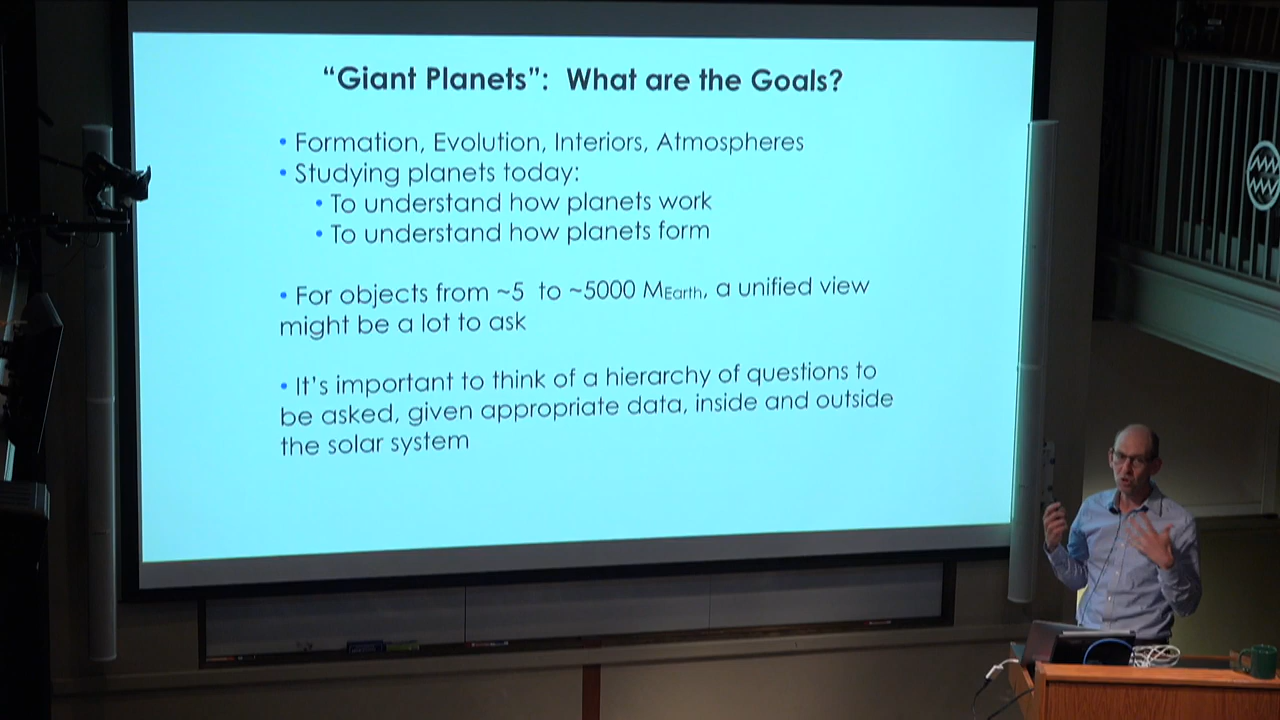 “Giant Planets”: What are the Goals?
• Formation, Evolution, Interiors, Atmospheres
• Studying planets today:
• To understand how planets work
• To understand how planets form
• For objects from ~5 to ~5000 MEarth, a unified view
might be a lot to ask
• It’s important to think of a hierarchy of questions to
be asked, given appropriate data, inside and outside
the solar system